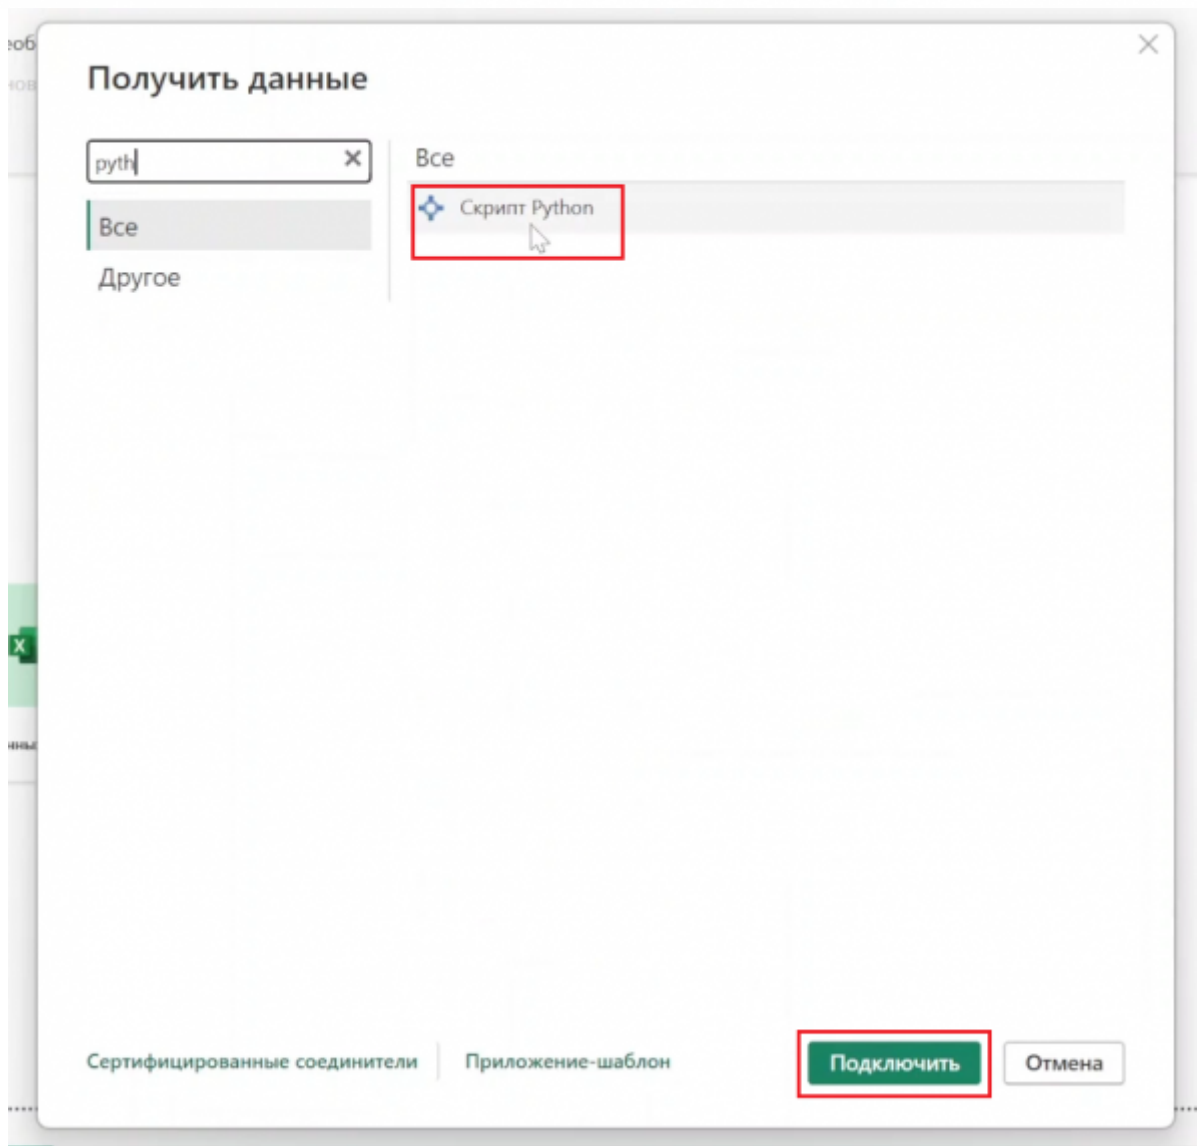 Получить данные
pyth
Все
Другое
Все
Скрипт Python
Сертифицированные соединители
Приложение-шаблон
Подключить
Отмена